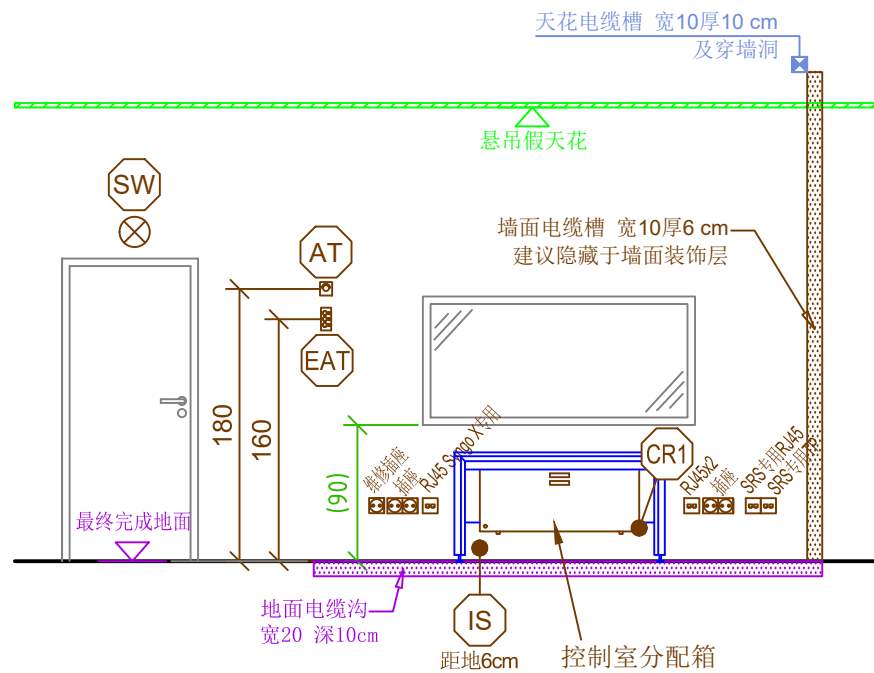 天花电缆槽 宽10厚10 cm
及穿墙洞
悬吊假天花
SW
墙面电缆槽 宽10厚6 cm
建议隐藏于墙面装饰层
AT
EAT
180
160
(90)
维修插座
插座
RJ45 Syngo X专用
CR1
RJ45x2
插座
SRS专用RJ45
SRS专用TP
最终完成地面
地面电缆沟
宽20 深10cm
IS
距地6cm
控制室分配箱